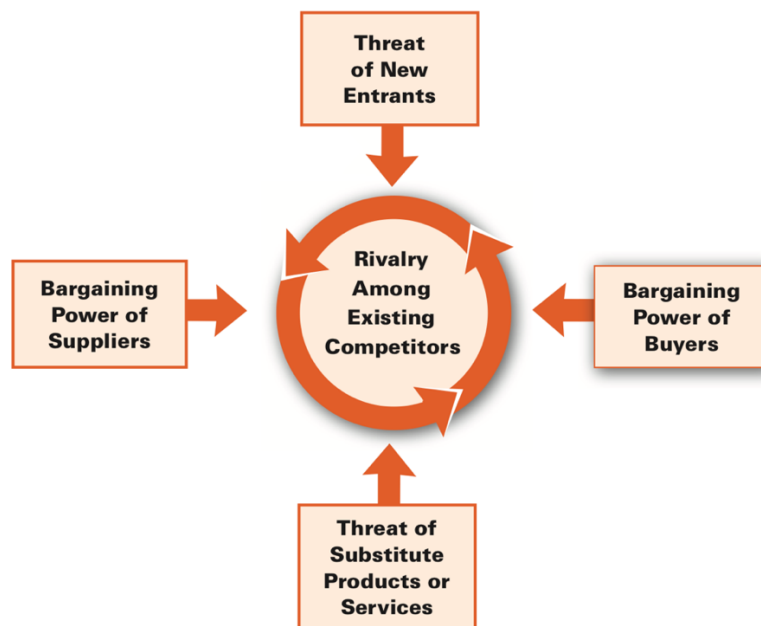 Threat
of New
Entrants
Bargaining
Power of
Suppliers
Rivalry
Among
Existing
Competitors
Bargaining
Power of
Buyers
Threat of
Substitute
Products or
Services